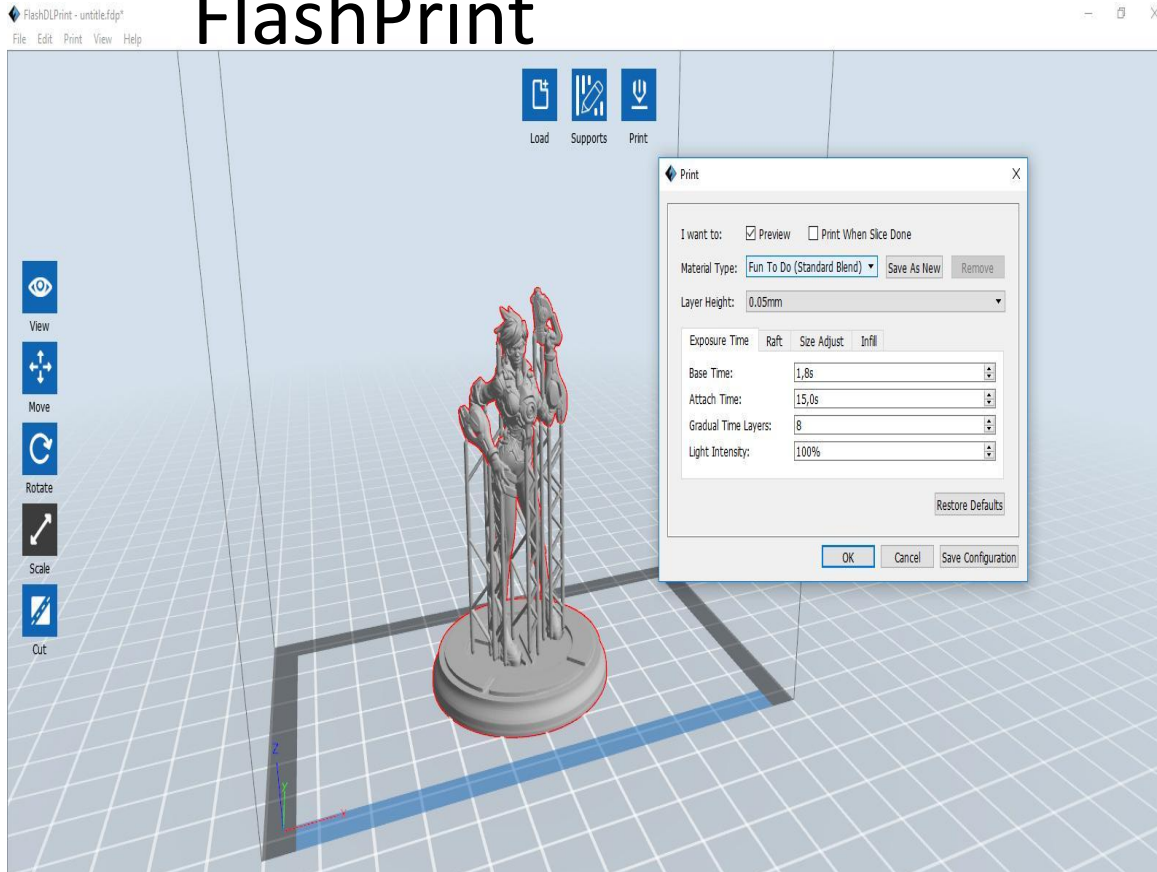 FlashPrint
FlashDLPrint - untitle.fdp*
File Edit Print View Help
Load Supports Print
Print X
I want to: Preview Print When Slice Done
Material Type: Fun To Do (Standard Blend) Save As New Remove
Layer Height: 0.05mm
Exposure Time Raft Size Adjust Infill
Base Time: 1,8s
Attach Time: 15,0s
Gradual Time Layers: 8
Light Intensity: 100%
Restore Defaults
OK Cancel Save Configuration
View
Move
Rotate
Scale
Cut
Z
Y
X